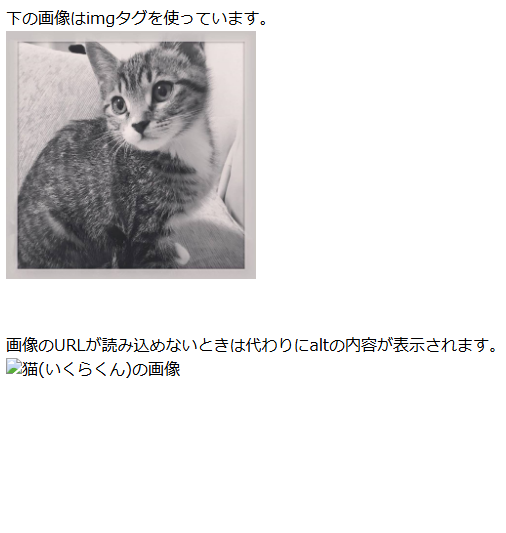 下の画像はimgタグを使っています。
画像のURLが読み込めないときは代わりにaltの内容が表示されます。
猫(いくらくん)の画像